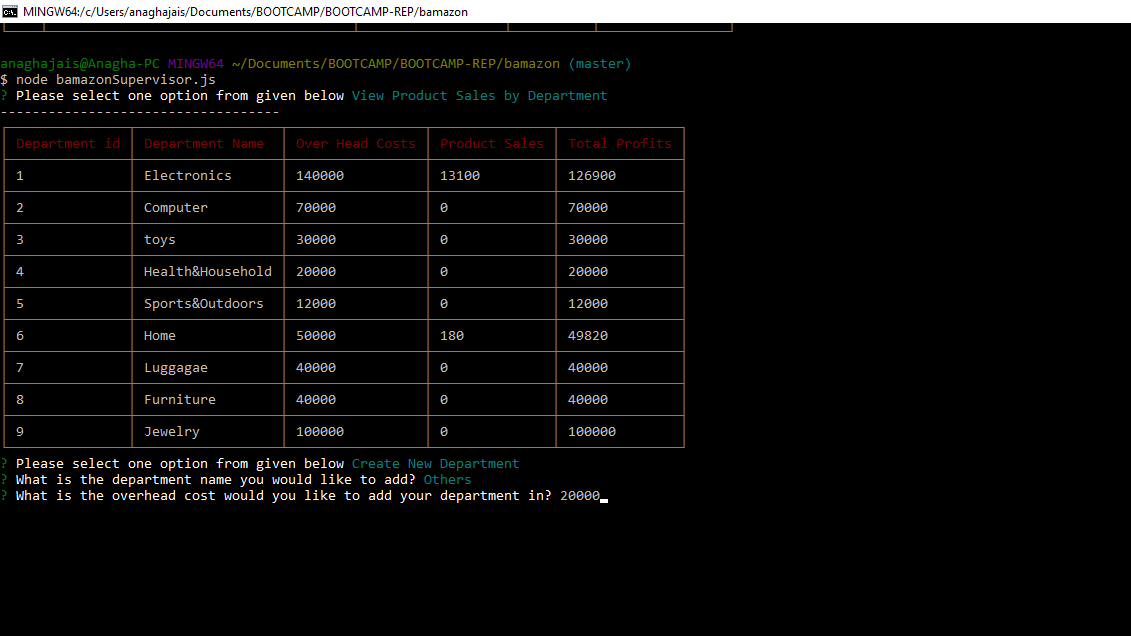 MINGW64:/c/Users/anaghajais/Documents/BOOTCAMP/BOOTCAMP-REP/bamazon
anaghajais@Anagha-PC MINGW64 ~/Documents/BOOTCAMP/BOOTCAMP-REP/bamazon (master)
$ node bamazonSupervisor.js
? Please select one option from given below View Product Sales by Department
-----------------------------------
Department id Department Name Over Head Costs Product Sales Total Profits
1 Electronics 140000 13100 126900
2 Computer 70000 0 70000
3 toys 30000 0 30000
4 Health&Household 20000 0 20000
5 Sports&Outdoors 12000 0 12000
6 Home 50000 180 49820
7 Luggagae 40000 0 40000
8 Furniture 40000 0 40000
9 Jewelry 100000 0 100000
? Please select one option from given below Create New Department
? What is the department name you would like to add? Others
? What is the overhead cost would you like to add your department in? 20000